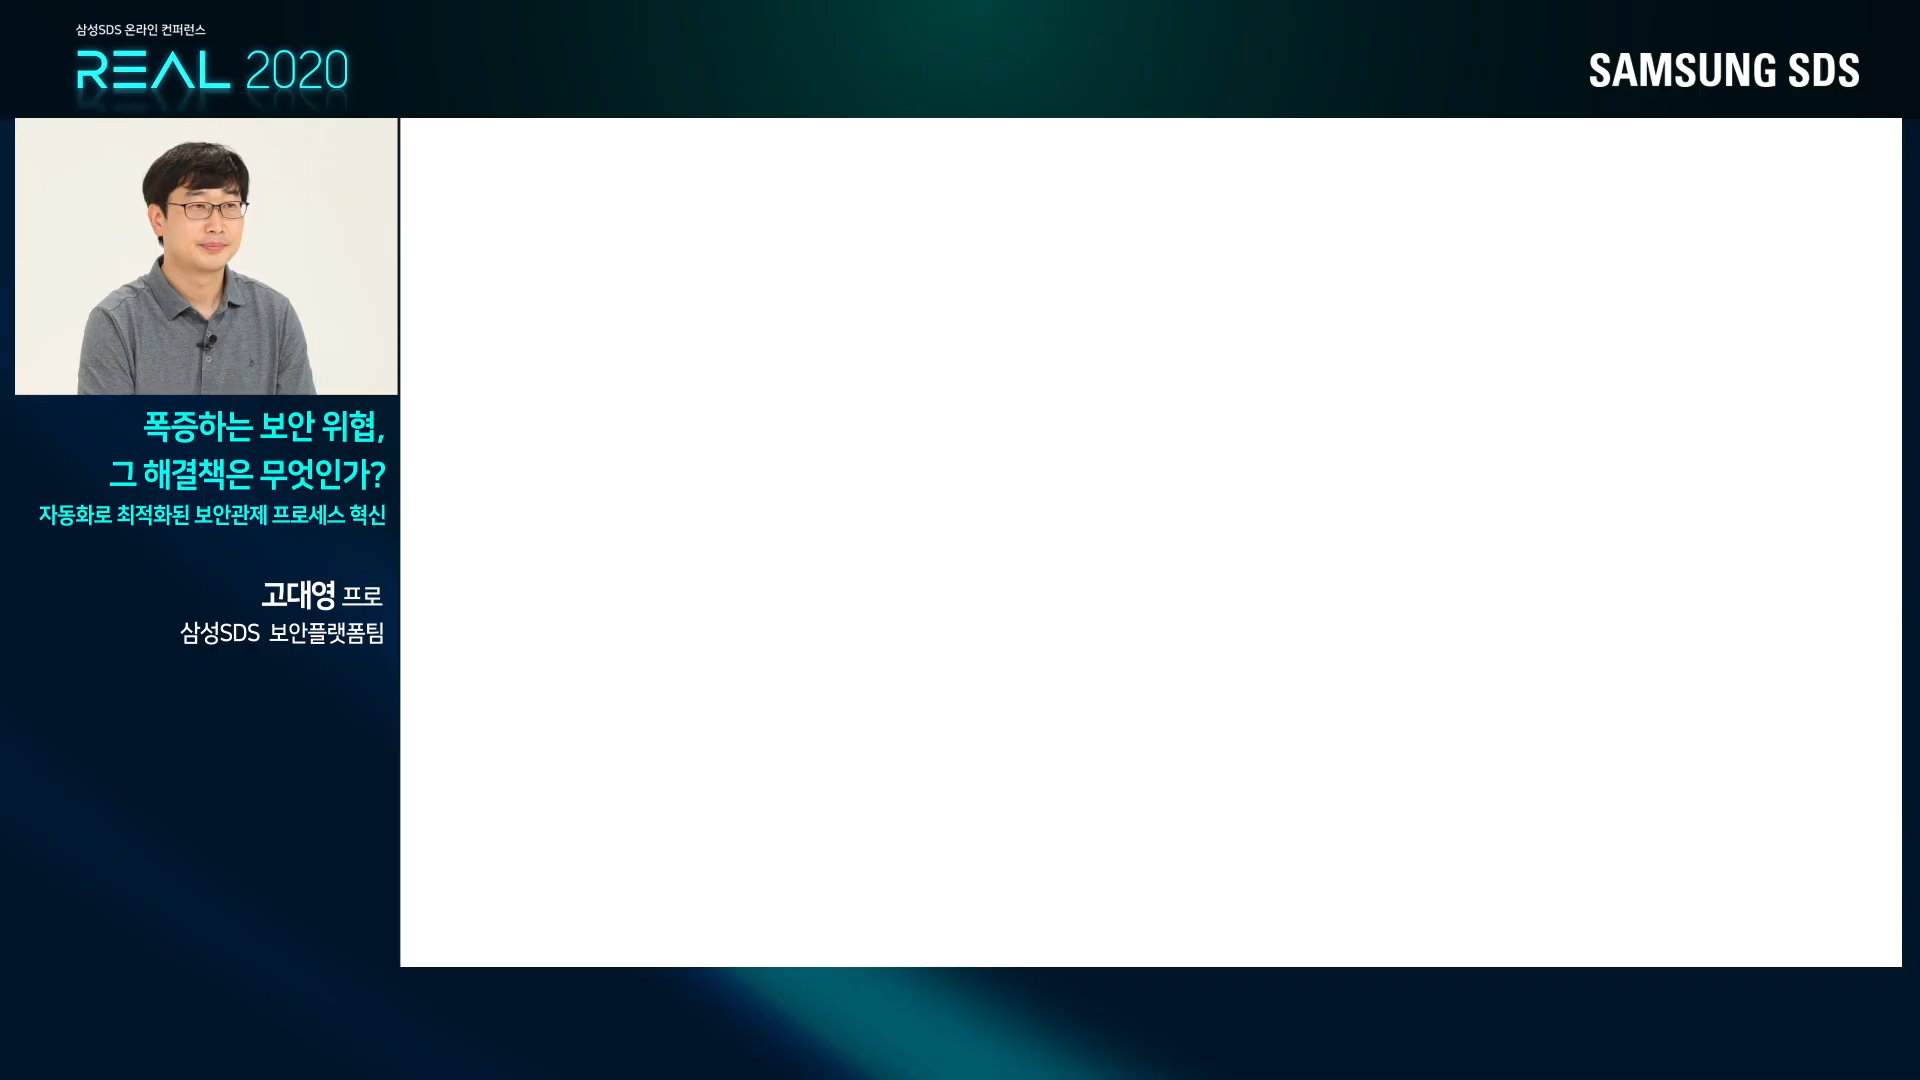 삼성SDS 온라인 컨퍼런스
REAL 2020
SAMSUNG SDS
폭증하는 보안 위협,
그 해결책은 무엇인가?
자동화로 최적화된 보안관제 프로세스 혁신
고대영 프로
삼성SDS 보안플랫폼팀